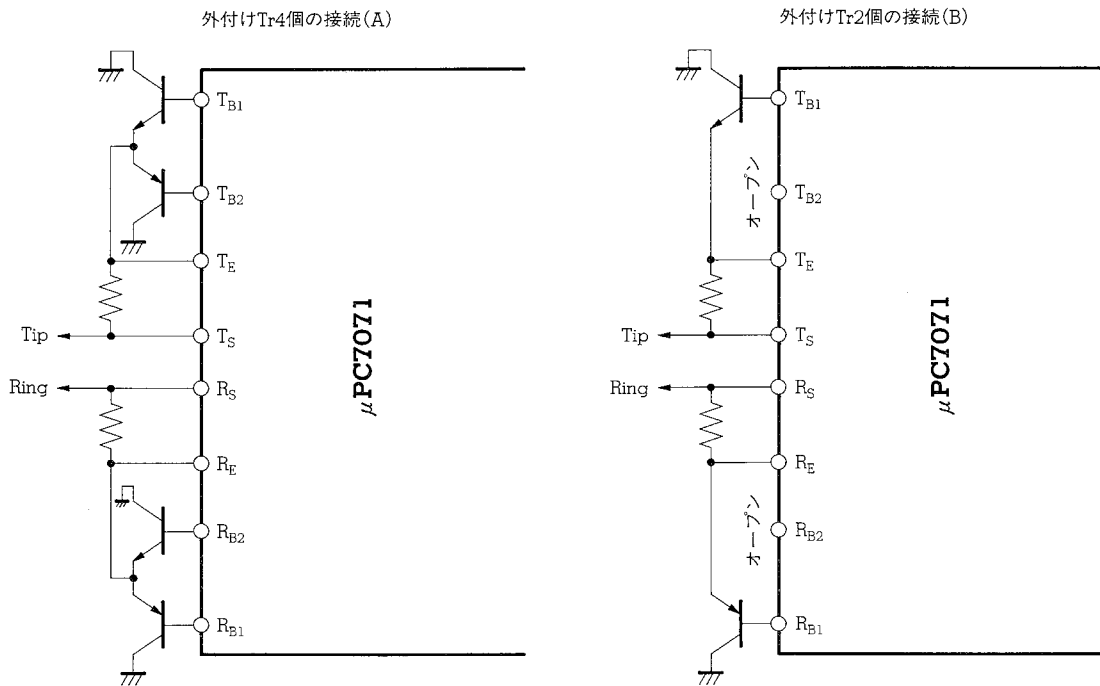 外付けTr4個の接続(A)
TB1
TB2
TE
TS
Tip
Ring
RS
RE
RB2
RB1
μPC7071
外付けTr2個の接続(B)
TB1
オープン
TB2
TE
TS
Tip
Ring
RS
RE
オープン
RB2
RB1
μPC7071